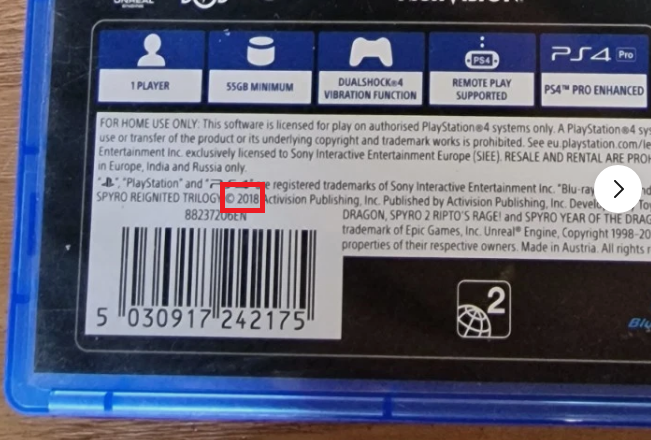 UNREAL
1 PLAYER
55GB MINIMUM
DUALSHOCK®4
VIBRATION FUNCTION
PS4
REMOTE PLAY
SUPPORTED
PS4 Pro
PS4™ PRO ENHANCED
FOR HOME USE ONLY: This software is licensed for play on authorised PlayStation®4 systems only. A PlayStation®4 sys
use or transfer of the product or its underlying copyright and trademark works is prohibited. See eu.playstation.com/le
Entertainment Inc. exclusively licensed to Sony Interactive Entertainment Europe (SIEE). RESALE AND RENTAL ARE PROH
in Europe, India and Russia only.
"PlayStation" and registered trademarks of Sony Interactive Entertainment Inc. "Blu-ray
SPYRO REIGNITED TRILOGY © 2018 Activision Publishing, Inc. Published by Activision Publishing, Inc.
88237206EN
DRAGON, SPYRO 2 RIPTO'S RAGE! and SPYRO YEAR OF THE DRAG
trademark of Epic Games, Inc. Unreal® Engine, Copyright 1998-20
properties of their respective owners. Made in Austria. All rights r
5 030917 242175
2